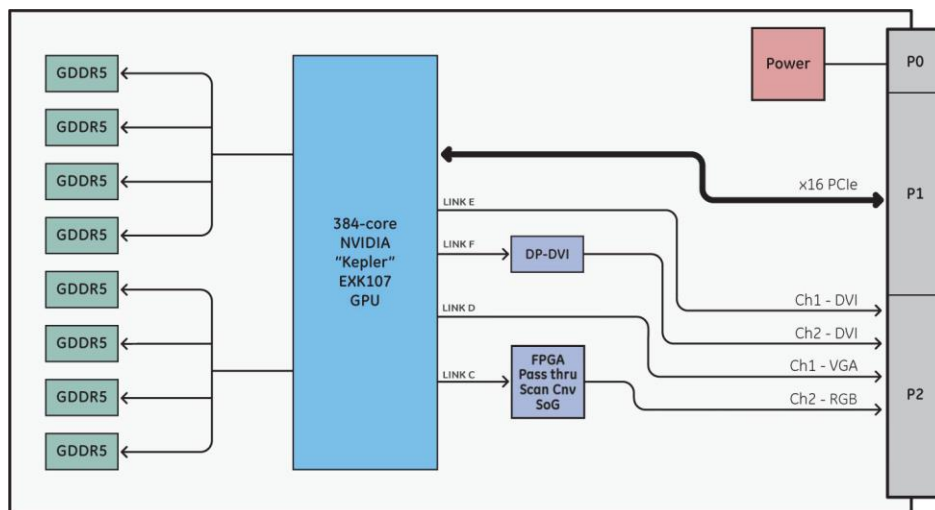 GDDR5
GDDR5
GDDR5
GDDR5
GDDR5
GDDR5
GDDR5
GDDR5
384-core
NVIDIA
"Kepler"
EXK107
GPU
Power
P0
P1
P2
x16 PCIe
LINK E
LINK F
LINK D
LINK C
DP-DVI
FPGA
Pass thru
Scan Cnv
SoG
Ch1 - DVI
Ch2 - DVI
Ch1 - VGA
Ch2 - RGB